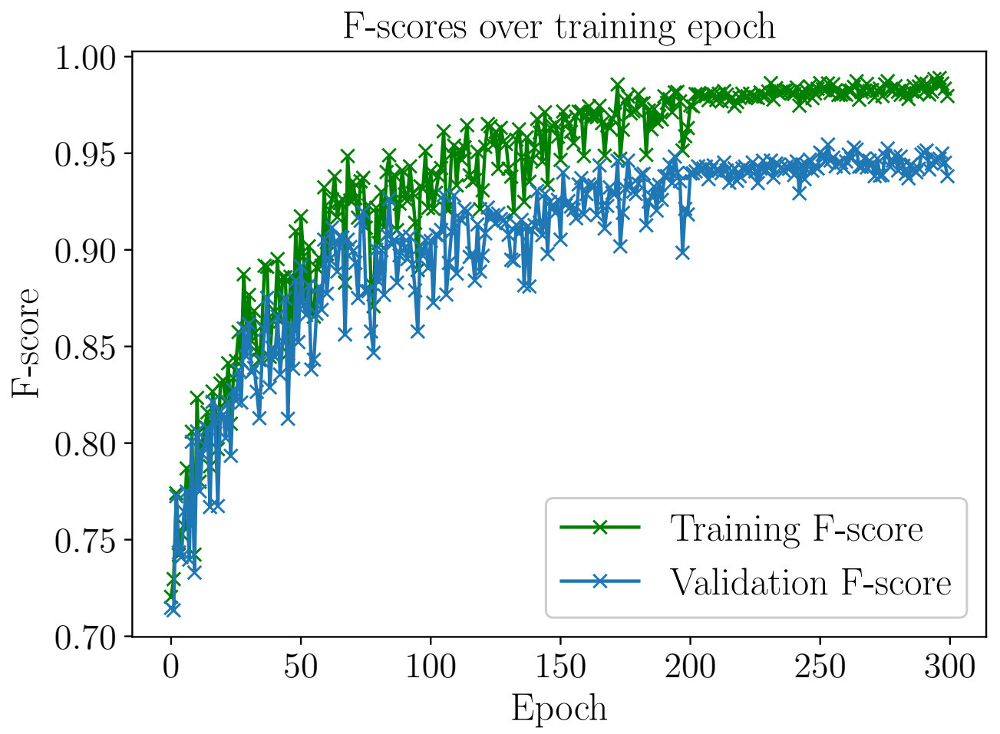 F-scores over training epoch
1.00
0.95
0.90
0.85
0.80
0.75
0.70
F-score
0
50
100
150
200
250
300
Epoch
Training F-score
Validation F-score